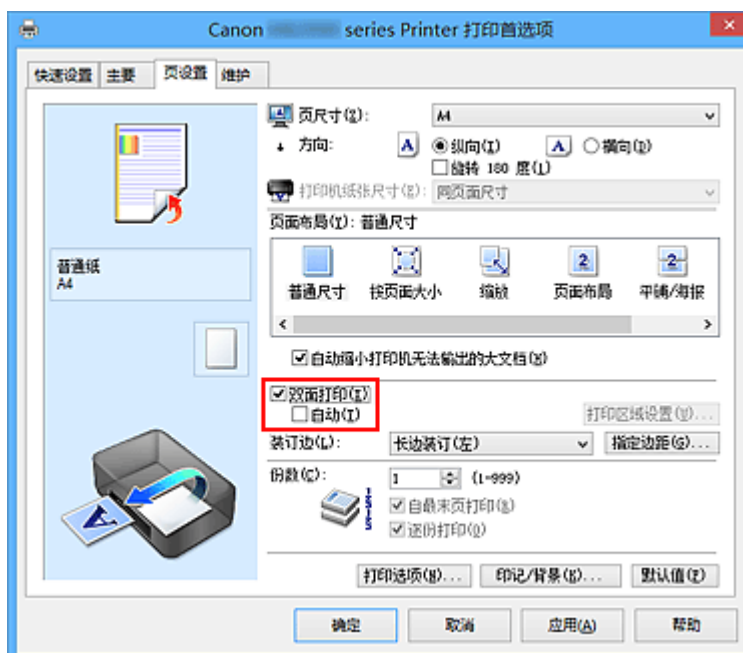 Canon series Printer 打印首选项
快速设置 主要 页设置 维护
页尺寸(Z): A4
方向: A 纵向(I) A 横向(D)
旋转 180 度(L)
打印机纸张尺寸(E): 同页面尺寸
页面布局(Y): 普通尺寸
普通纸
A4
2 2
普通尺寸 按页面大小 缩放 页面布局 平铺/海报
自动缩小打印机无法输出的大文档(X)
双面打印(I)
自动(T) 打印区域设置(U)...
装订边(L): 长边装订(左) 指定边距(G)...
份数(C): 1 (1-999)
自最末页打印(S)
逐份打印(O)
打印选项(N)... 印记/背景(K)... 默认值(P)
确定 取消 应用(A) 帮助